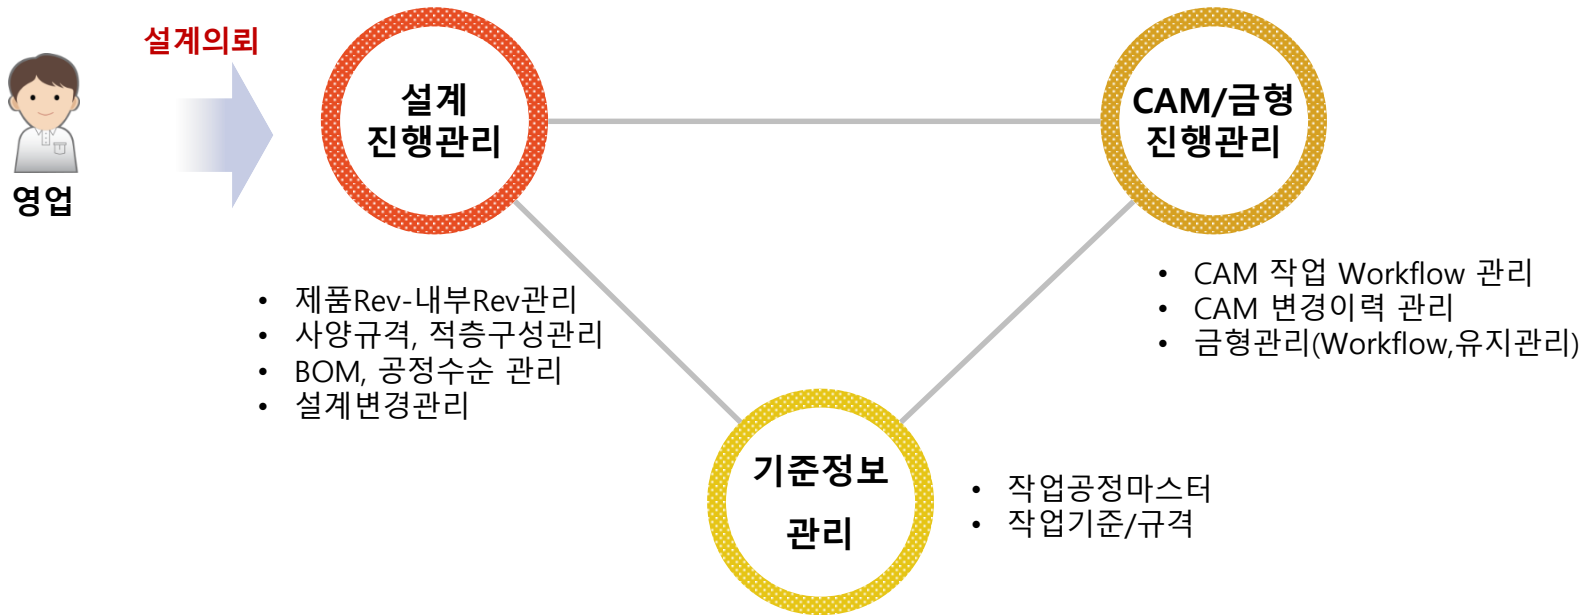 설계의뢰
영업
설계
진행관리
• 제품Rev-내부Rev관리
• 사양규격, 적층구성관리
• BOM, 공정수순 관리
• 설계변경관리
CAM/금형
진행관리
• CAM 작업 Workflow 관리
• CAM 변경이력 관리
• 금형관리(Workflow,유지관리)
기준정보
관리
• 작업공정마스터
• 작업기준/규격